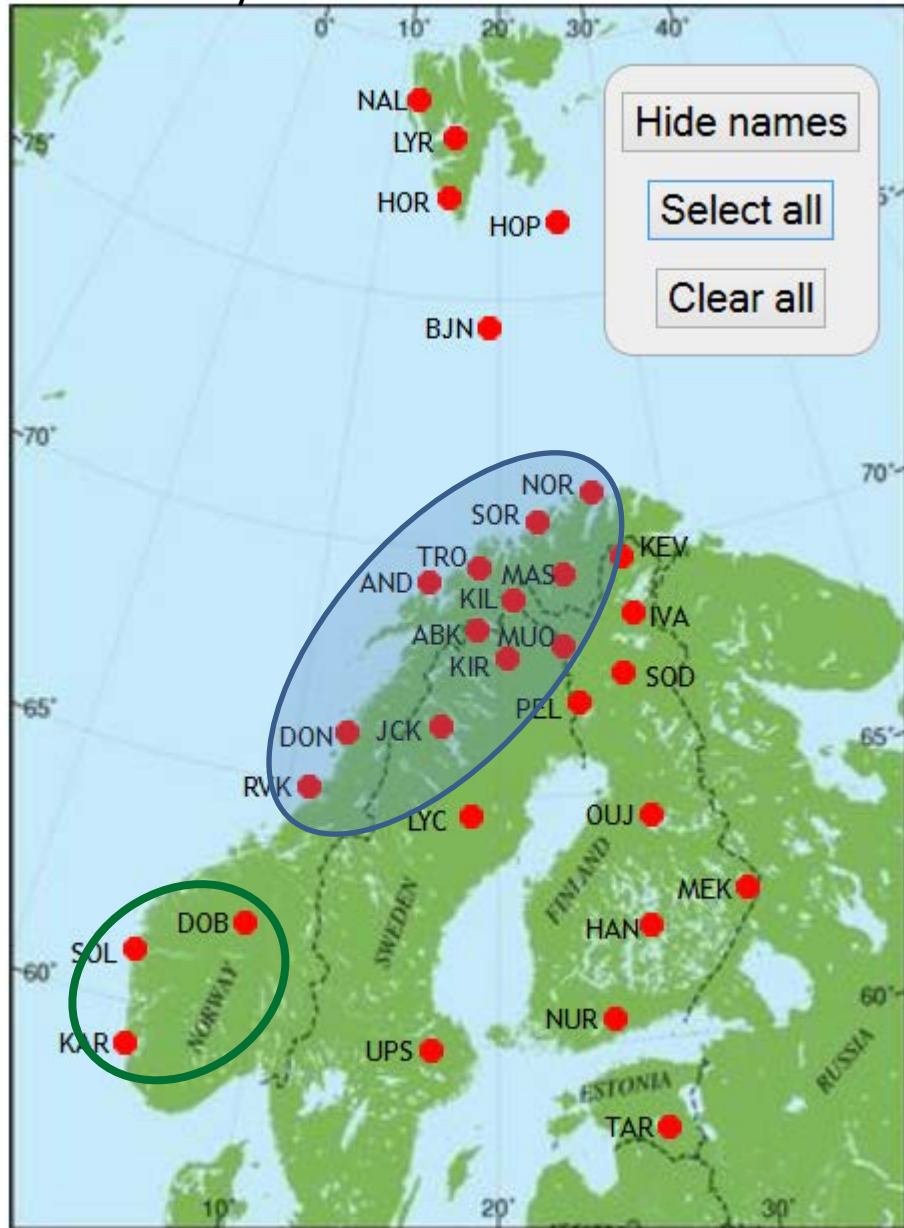 0° 10° 20° 30° 40°
NAL
75°
LYR
HOR
HOP
BJN
Hide names
Select all
Clear all
5°
70°
70°
NOR
SOR
KEV
TRO
AND
MAS
KIL
IVA
ABK
MUO
KIR
SOD
65°
PEL
65°
DON
JCK
RVK
LYC
OUJ
FINLAND
MEK
SWEDEN
DOB
HAN
SOL
60°
NORWAY
60°
NUR
KAR
UPS
RUSSIA
ESTONIA
TAR
10° 20° 30°